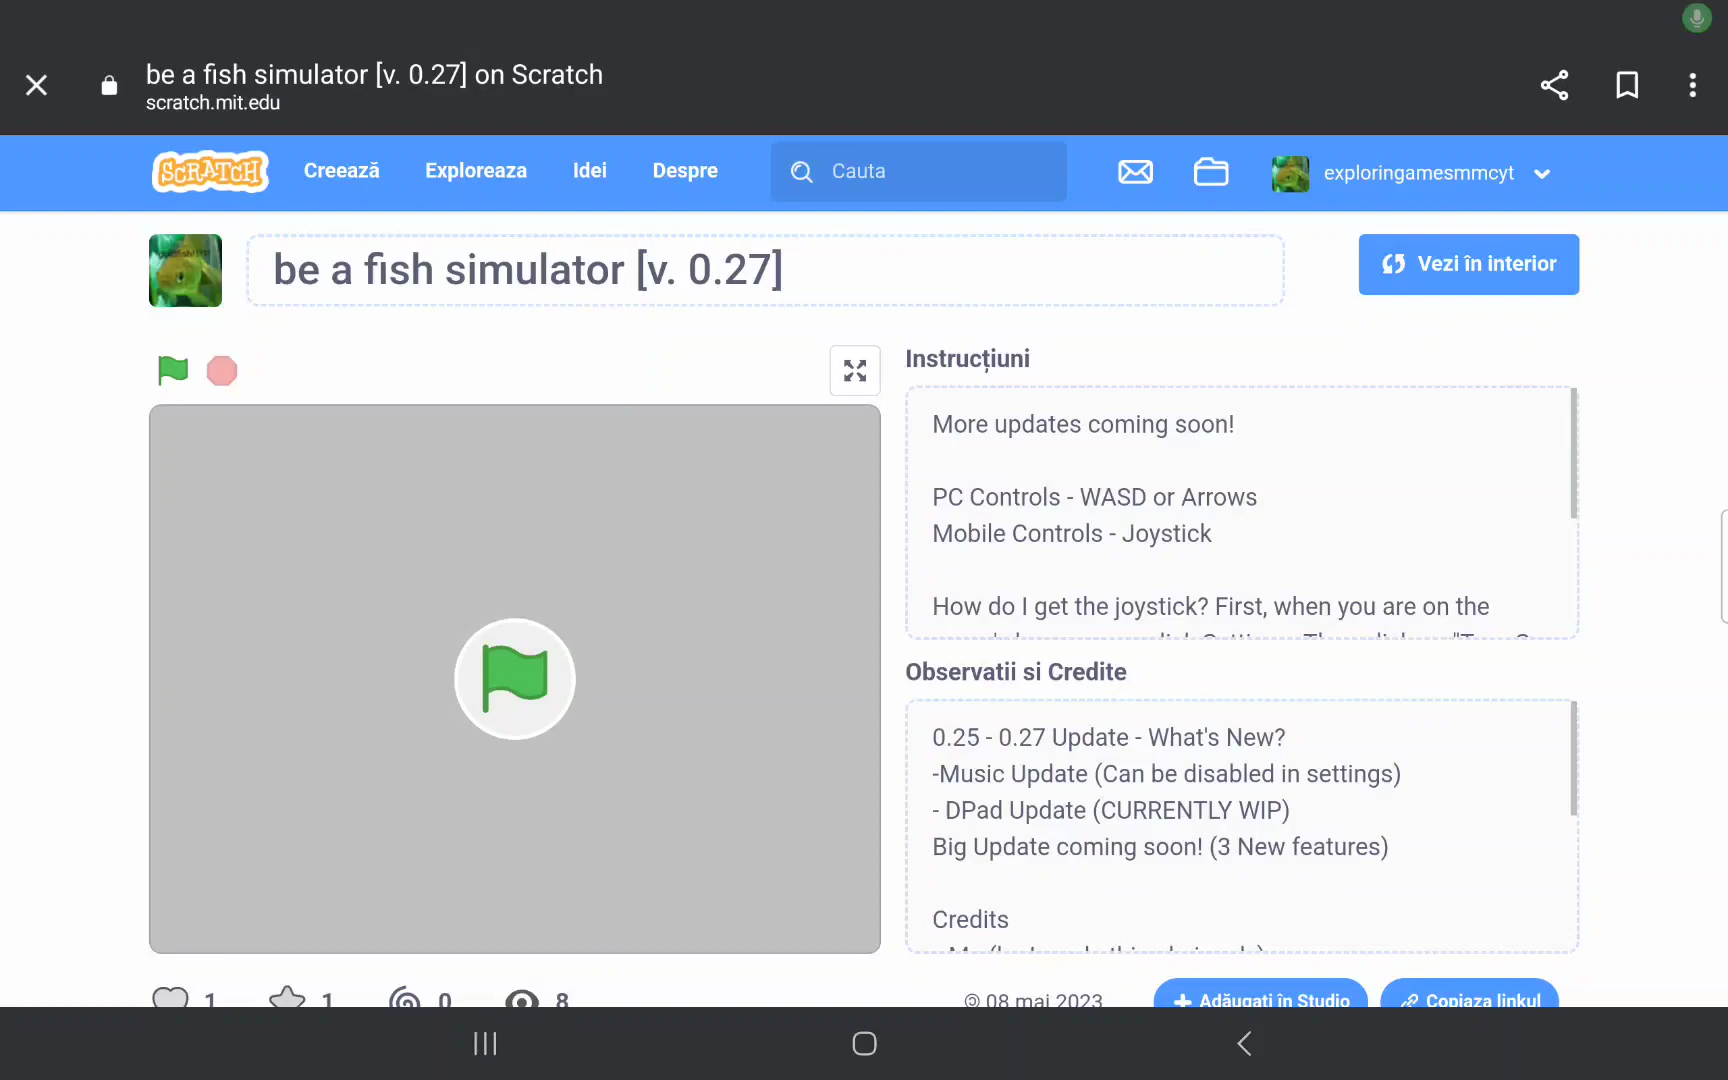 be a fish simulator [v. 0.27] on Scratch
scratch.mit.edu
SCRATCH
Creează
Exploreaza
Idei
Despre
Cauta
exploringamesmmcyt
be a fish simulator [v. 0.27]
Vezi în interior
Instrucțiuni
More updates coming soon!
PC Controls - WASD or Arrows
Mobile Controls - Joystick
How do I get the joystick? First, when you are on the
Observatii si Credite
0.25 - 0.27 Update - What's New?
-Music Update (Can be disabled in settings)
- DPad Update (CURRENTLY WIP)
Big Update coming soon! (3 New features)
Credits
1
1
0
8
08 mai 2023
Adăugați în Studio
Copiaza linkul